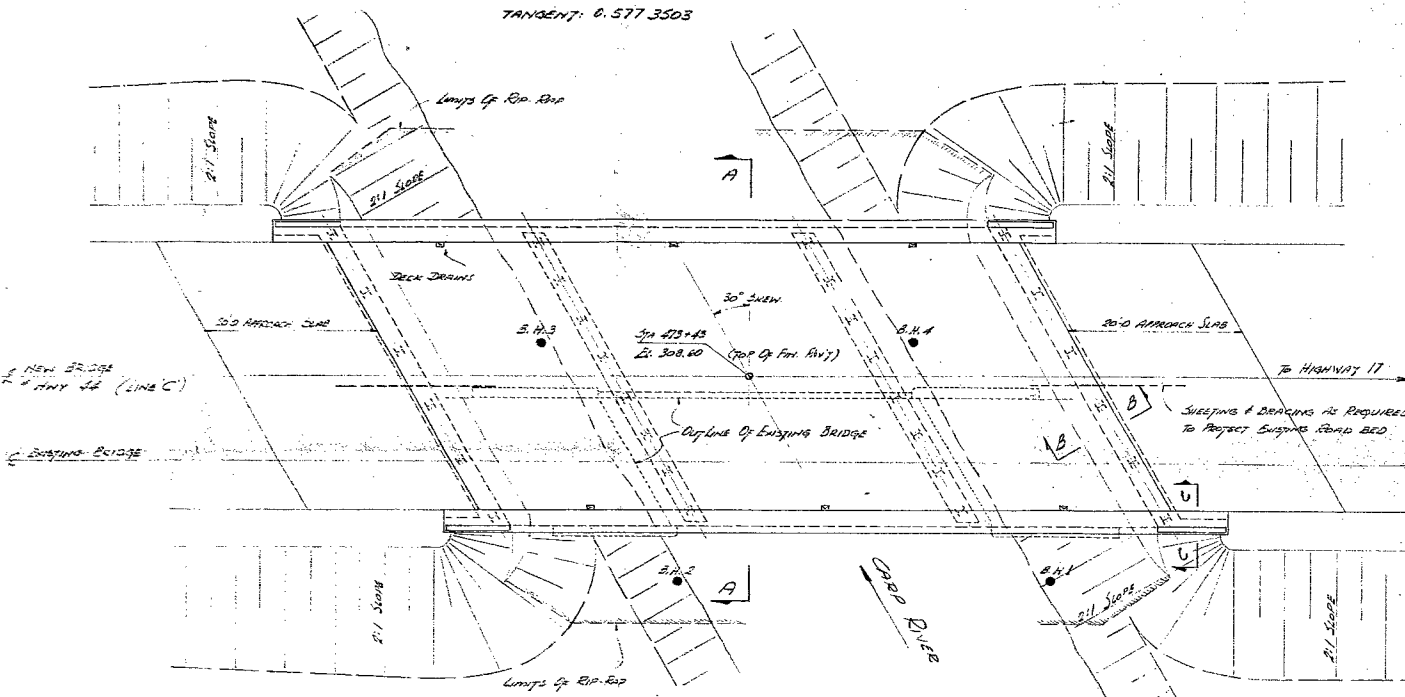 TANGENT: 0.577 3503
LIMITS OF RIP-RAP
2:1 SLOPE
2:1 SLOPE
2:1 SLOPE
A
DECK DRAINS
30° SKEW
20'-0 APPROACH SLAB
B.H.3
STA 473+43
EL. 308.60
(TOP OF FIN. PAV'T)
B.H.4
20'-0 APPROACH SLAB
NEW BRIDGE
HWY 44 (LINE 'C')
TO HIGHWAY 17
OUTLINE OF EXISTING BRIDGE
B
B
SHEETING & BRACING AS REQUIRED
TO PROTECT EXISTING ROAD BED
EXISTING BRIDGE
C
C
B.H.2
A
CARP RIVER
B.H.1
2:1 SLOPE
2:1 SLOPE
2:1 SLOPE
LIMITS OF RIP-RAP